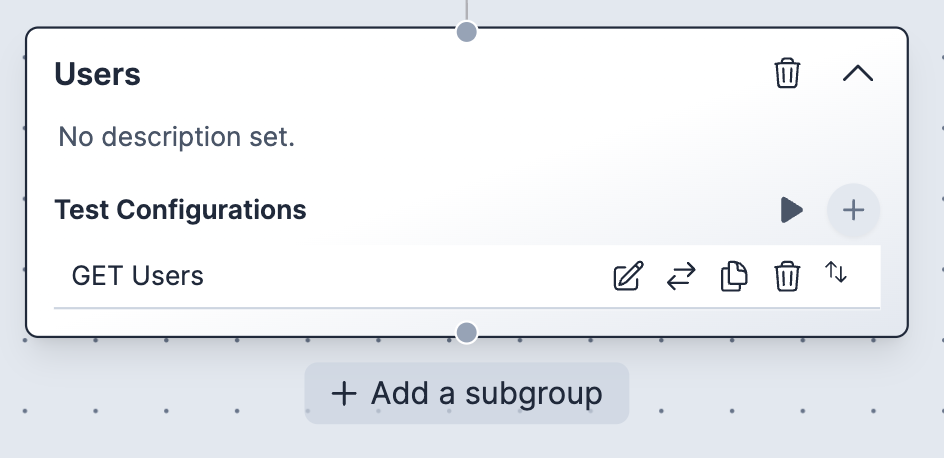 Users
No description set.
Test Configurations
GET Users
Add a subgroup